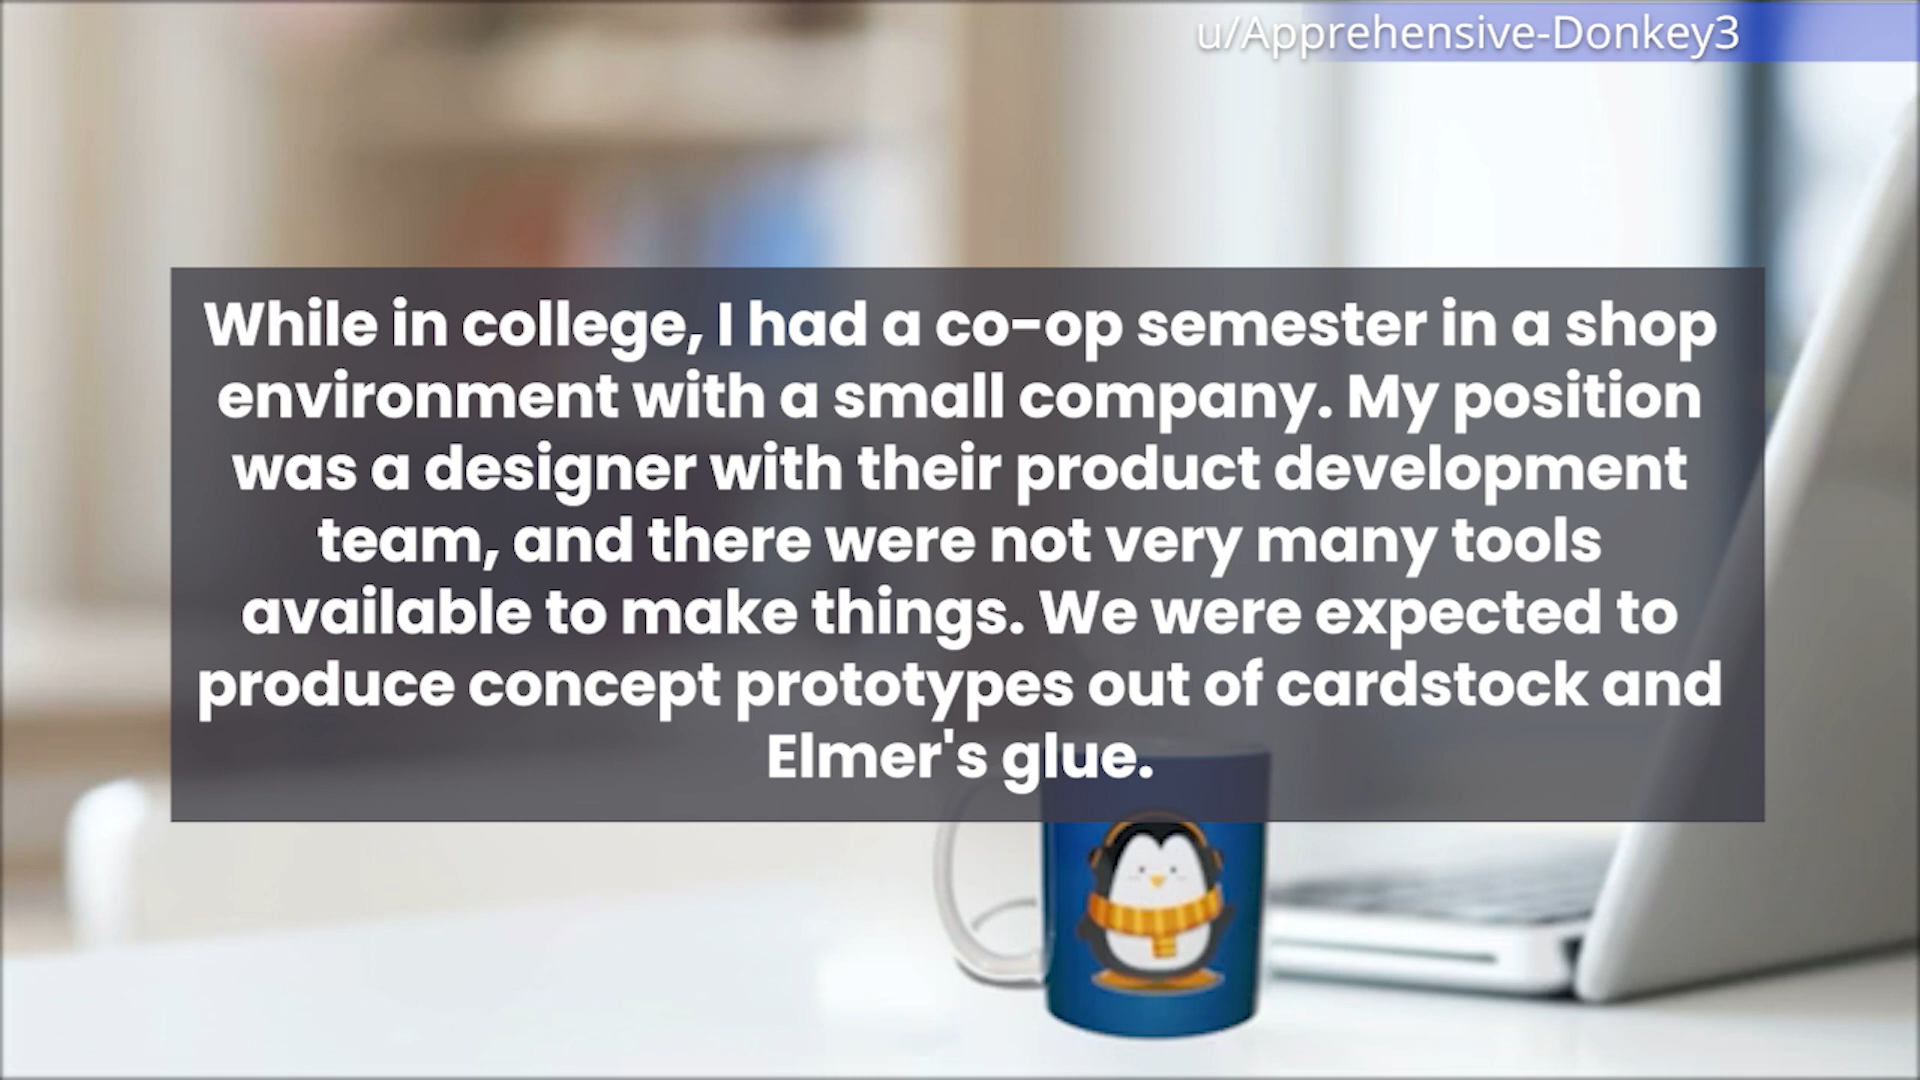 u/Apprehensive-Donkey3
While in college, I had a co-op semester in a shop
environment with a small company. My position
was a designer with their product development
team, and there were not very many tools
available to make things. We were expected to
produce concept prototypes out of cardstock and
Elmer's glue.